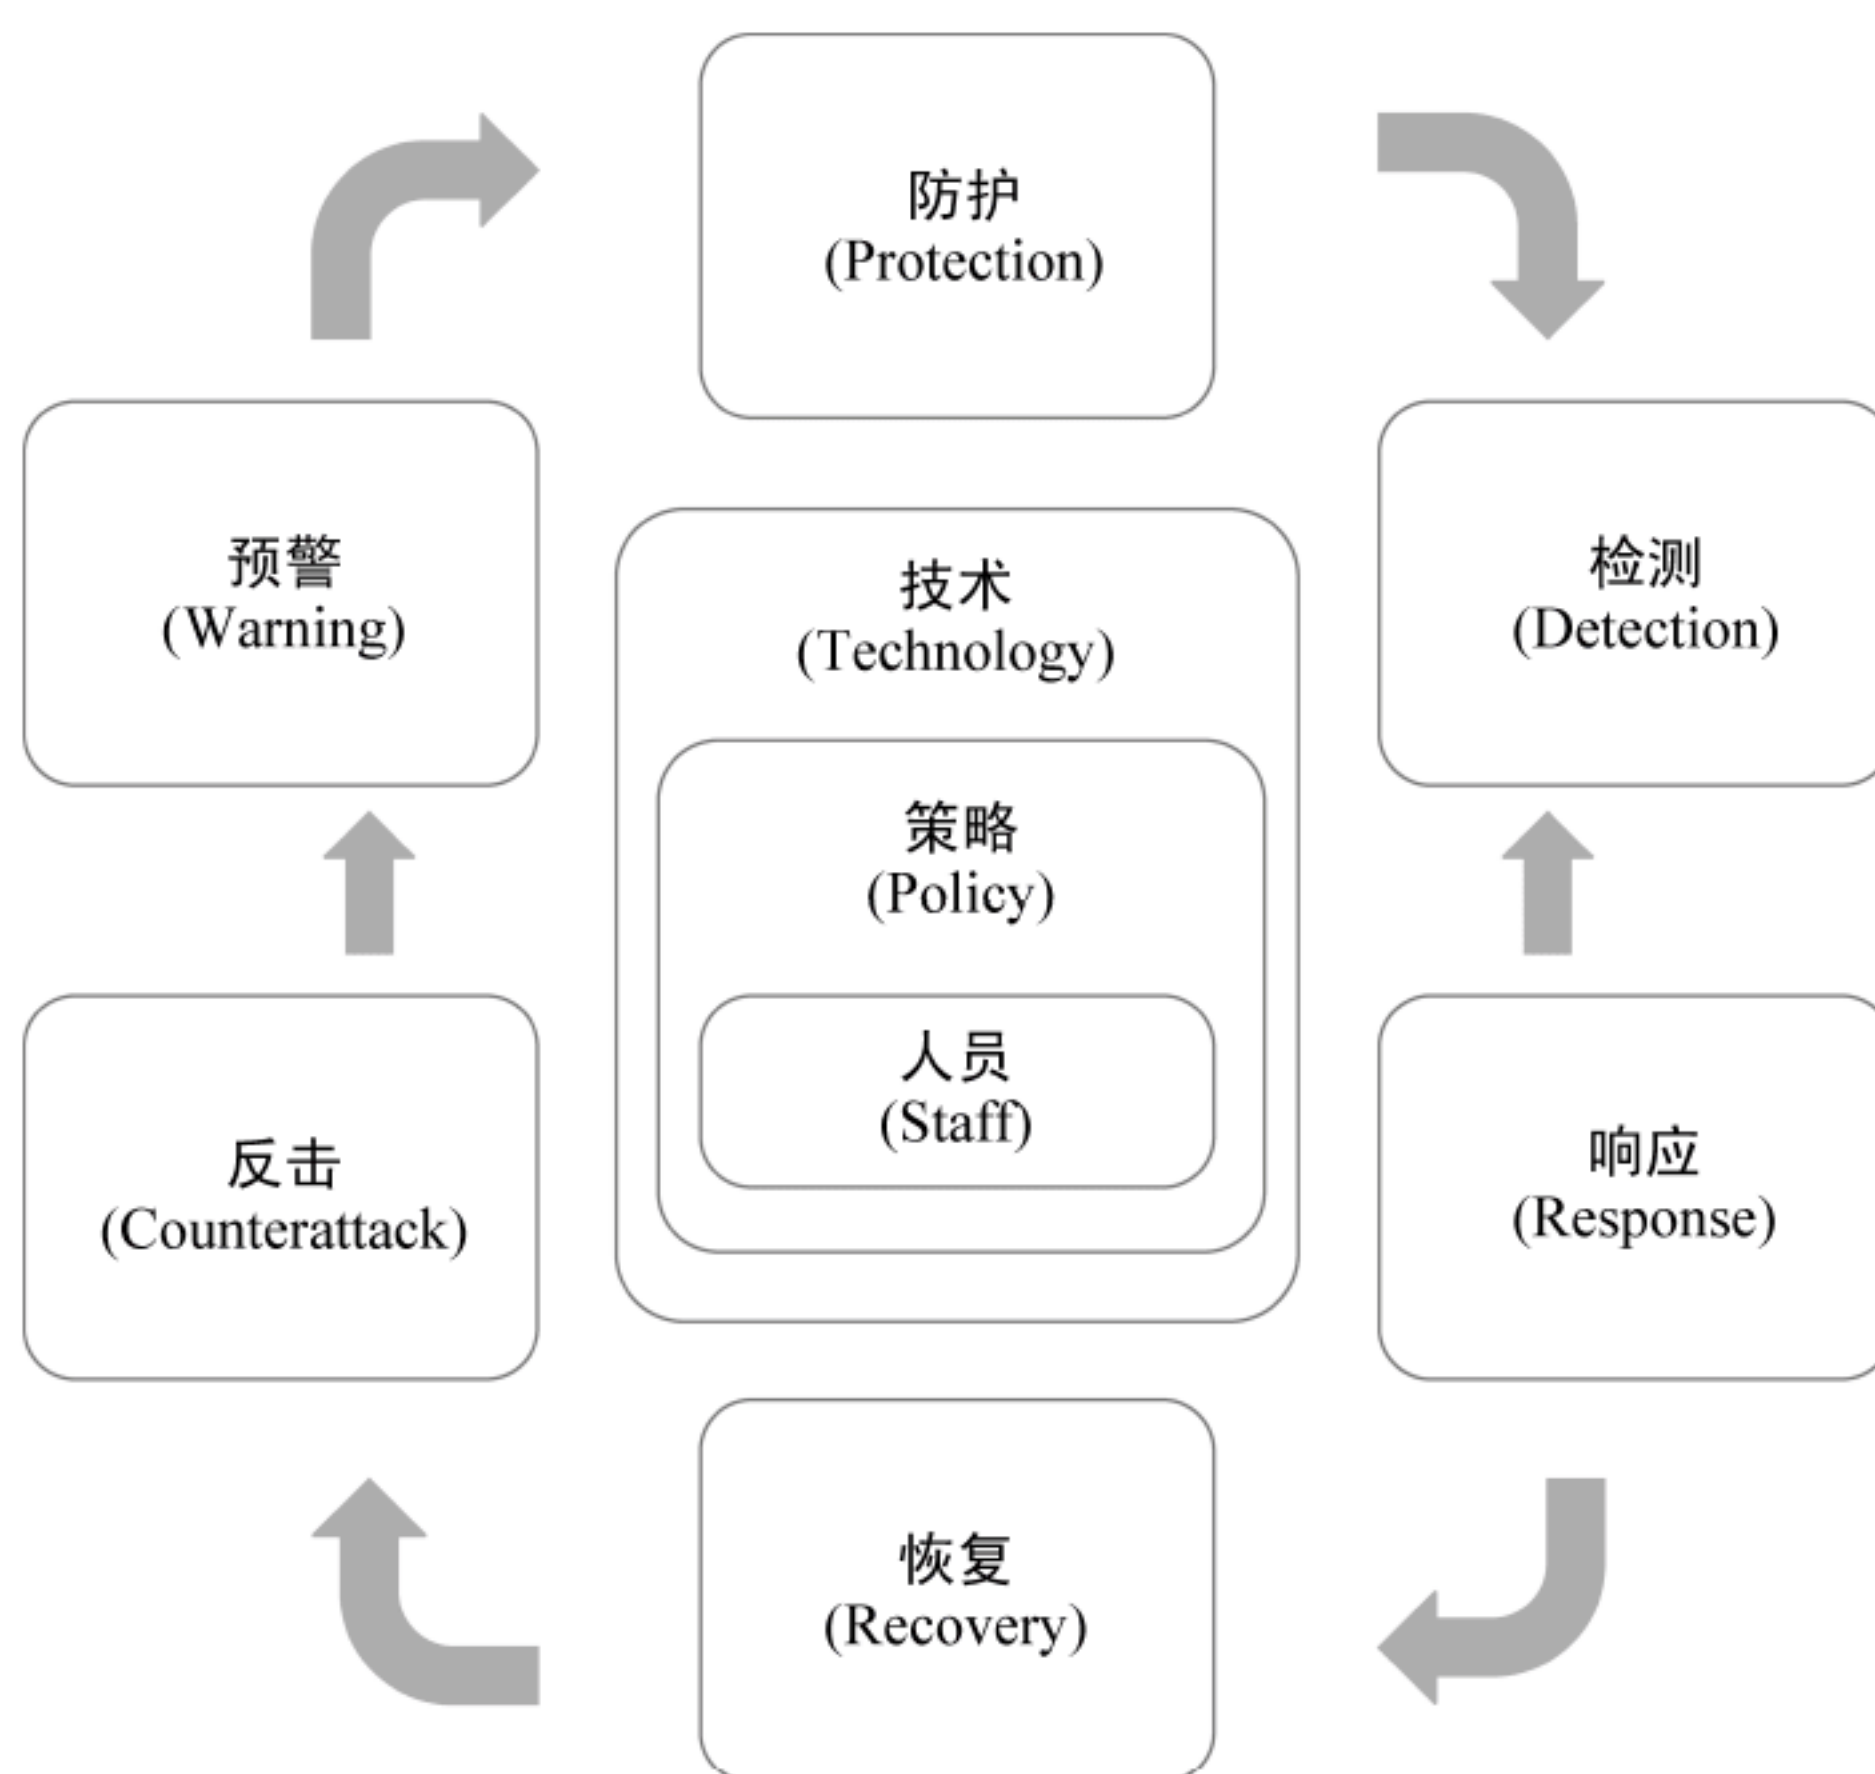 防护
(Protection)
预警
(Warning)
技术
(Technology)
检测
(Detection)
策略
(Policy)
人员
(Staff)
反击
(Counterattack)
响应
(Response)
恢复
(Recovery)